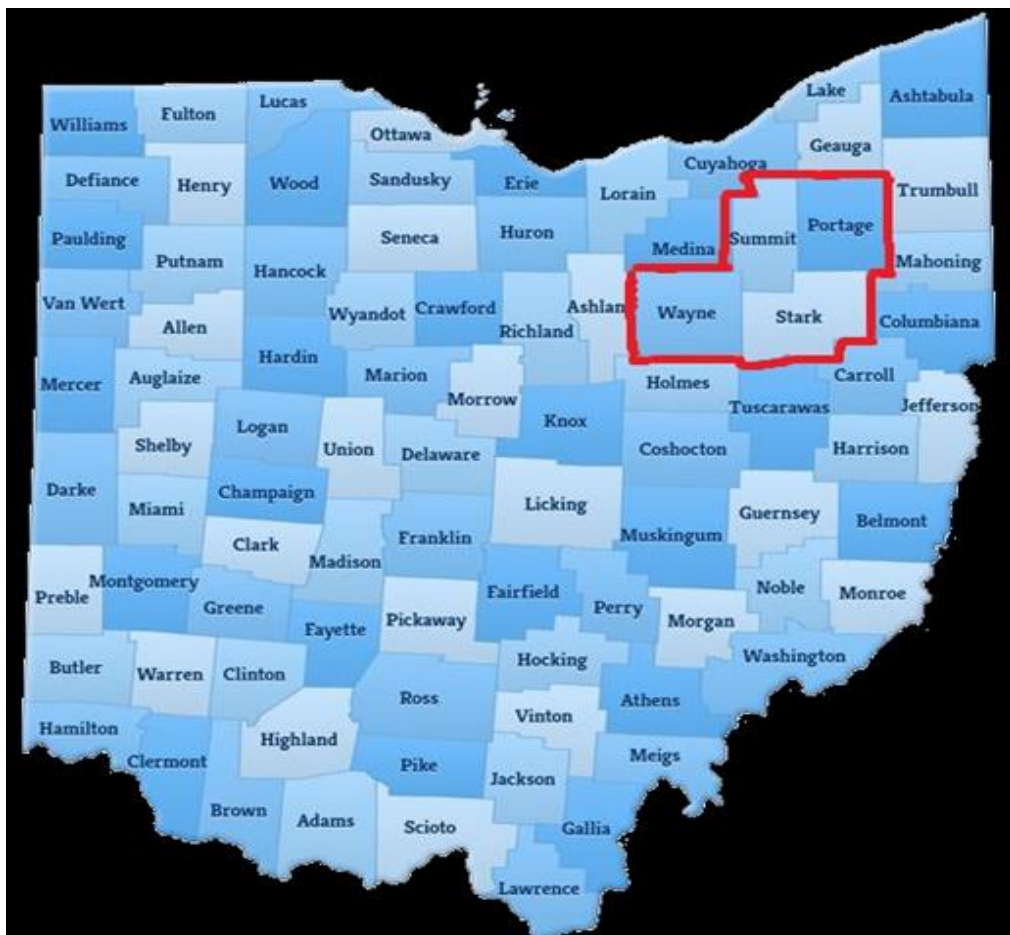 Lake
Ashtabula
Lucas
Fulton
Williams
Ottawa
Geauga
Cuyahoga
Defiance
Henry
Wood
Sandusky
Erie
Lorain
Trumbull
Paulding
Putnam
Seneca
Huron
Medina
Summit
Portage
Mahoning
Hancock
Van Wert
Allen
Wyandot
Crawford
Richland
Ashlan
Wayne
Stark
Columbiana
Hardin
Mercer
Auglaize
Marion
Morrow
Holmes
Carroll
Jefferson
Tuscarawas
Knox
Logan
Shelby
Union
Delaware
Coshocton
Harrison
Darke
Miami
Champaign
Licking
Guernsey
Belmont
Clark
Madison
Franklin
Muskingum
Preble
Montgomery
Greene
Fayette
Pickaway
Fairfield
Perry
Morgan
Noble
Monroe
Butler
Warren
Clinton
Hocking
Washington
Ross
Athens
Hamilton
Highland
Vinton
Meigs
Clermont
Pike
Jackson
Brown
Adams
Scioto
Gallia
Lawrence